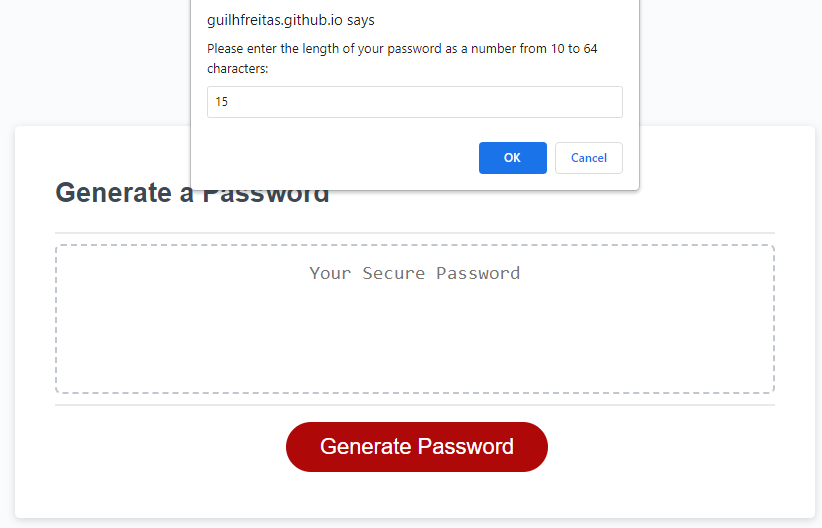 guilhfreitas.github.io says
Please enter the length of your password as a number from 10 to 64
characters:
15
OK Cancel
Generate a Password
Your Secure Password
Generate Password